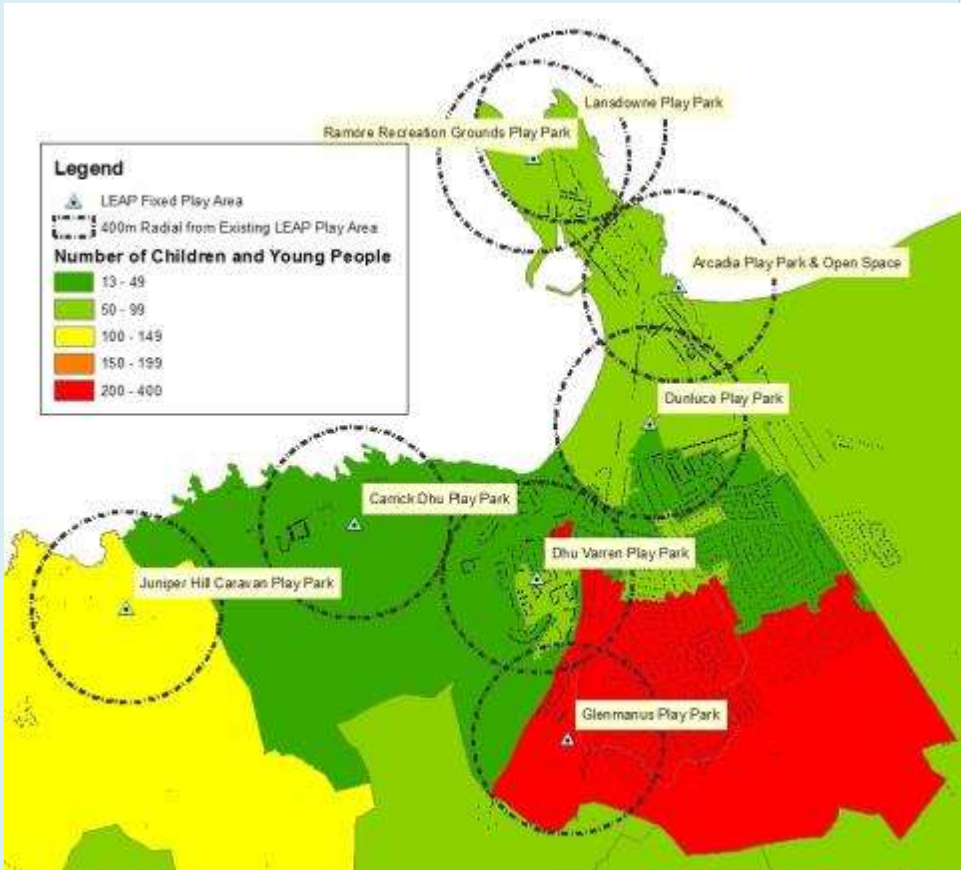 Lansdowne Play Park
Ramore Recreation Grounds Play Park
Legend
LEAP Fixed Play Area
400m Radial from Existing LEAP Play Area
Number of Children and Young People
13 - 49
50 - 99
100 - 149
150 - 199
200 - 400
Arcadia Play Park & Open Space
Dunluce Play Park
Carrick Dhu Play Park
Dhu Varren Play Park
Juniper Hill Caravan Play Park
Glenmanus Play Park